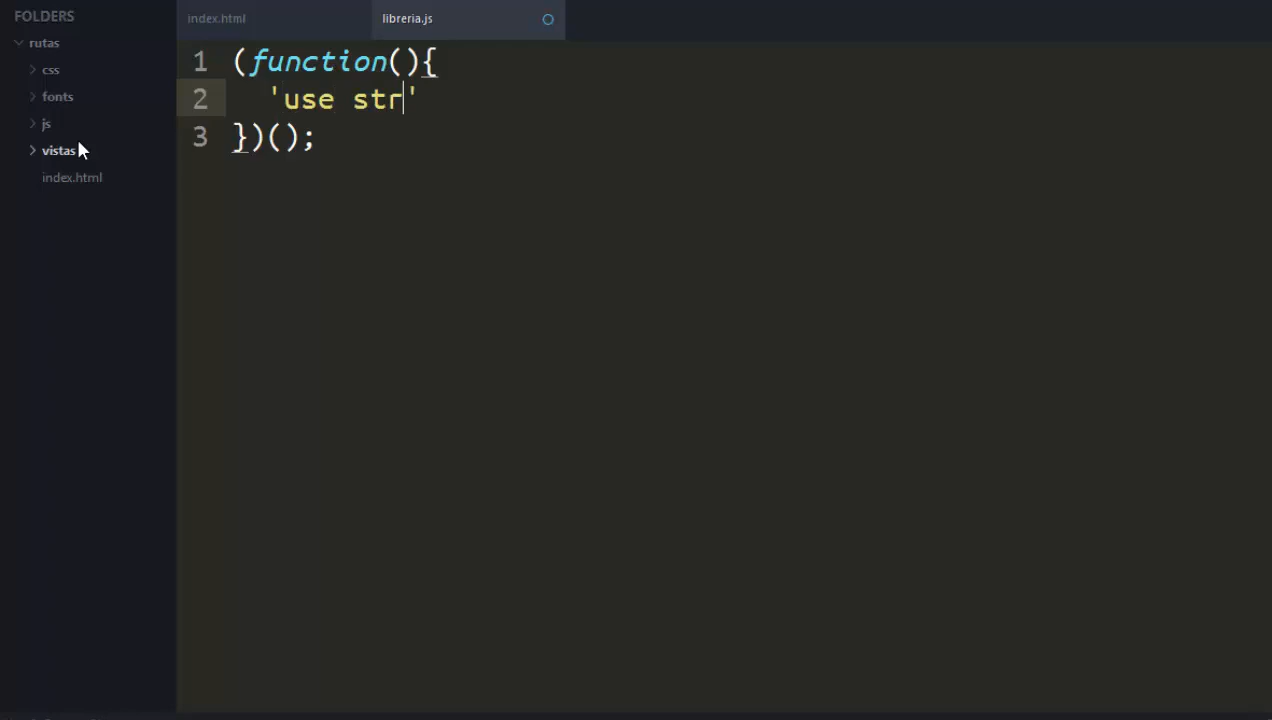 FOLDERS
rutas
css
fonts
js
vistas
index.html
index.html
libreria.js
1 (function(){
2 'use str'
3 })();